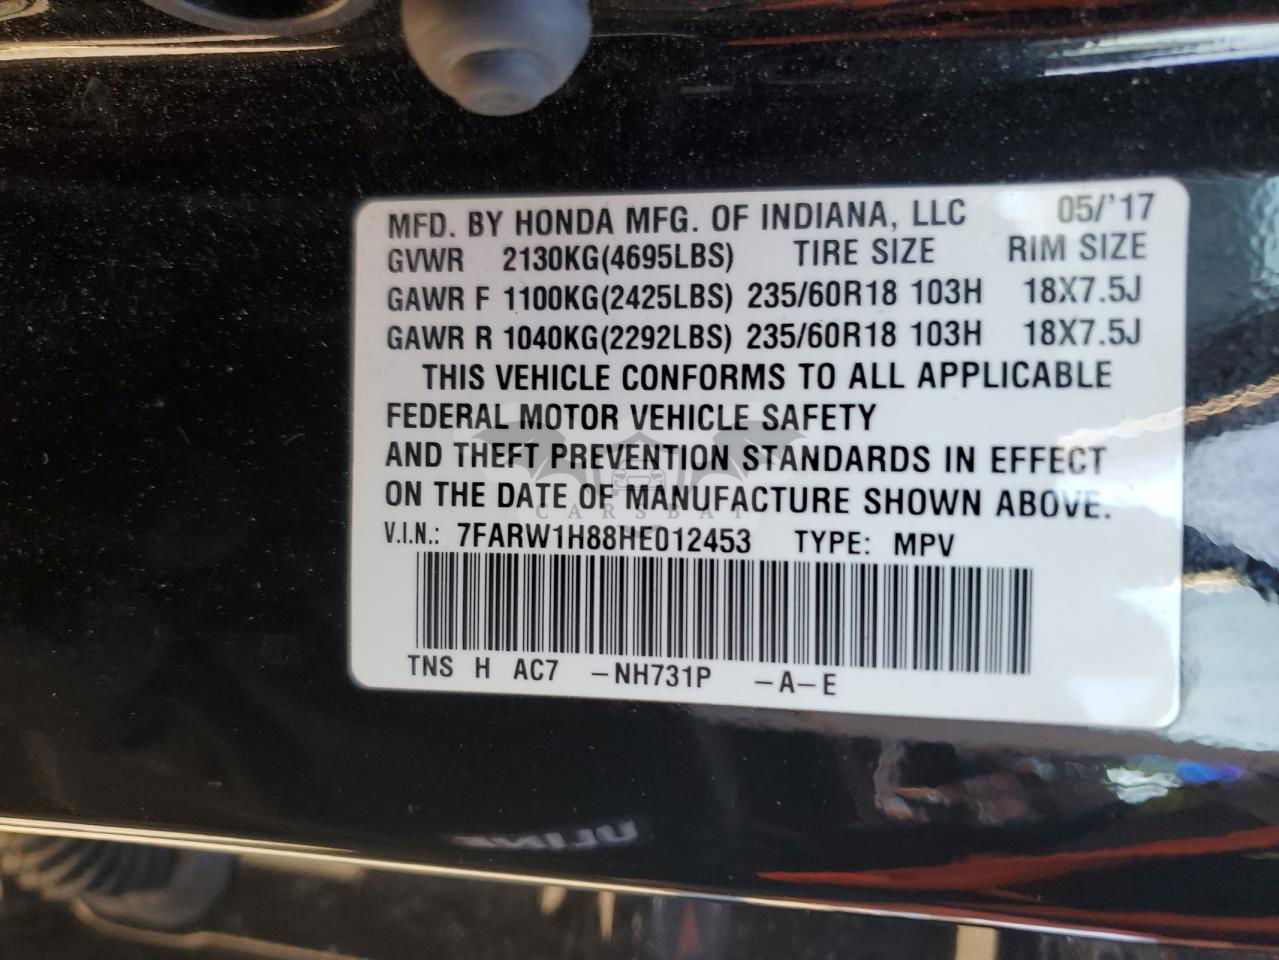 MFD. BY HONDA MFG. OF INDIANA, LLC 05/'17
GVWR 2130KG(4695LBS) TIRE SIZE RIM SIZE
GAWR F 1100KG(2425LBS) 235/60R18 103H 18X7.5J
GAWR R 1040KG(2292LBS) 235/60R18 103H 18X7.5J
THIS VEHICLE CONFORMS TO ALL APPLICABLE
FEDERAL MOTOR VEHICLE SAFETY
AND THEFT PREVENTION STANDARDS IN EFFECT
ON THE DATE OF MANUFACTURE SHOWN ABOVE.
CARSBAT
V.I.N.: 7FARW1H88HE012453 TYPE: MPV
TNS H AC7 -NH731P -A-E